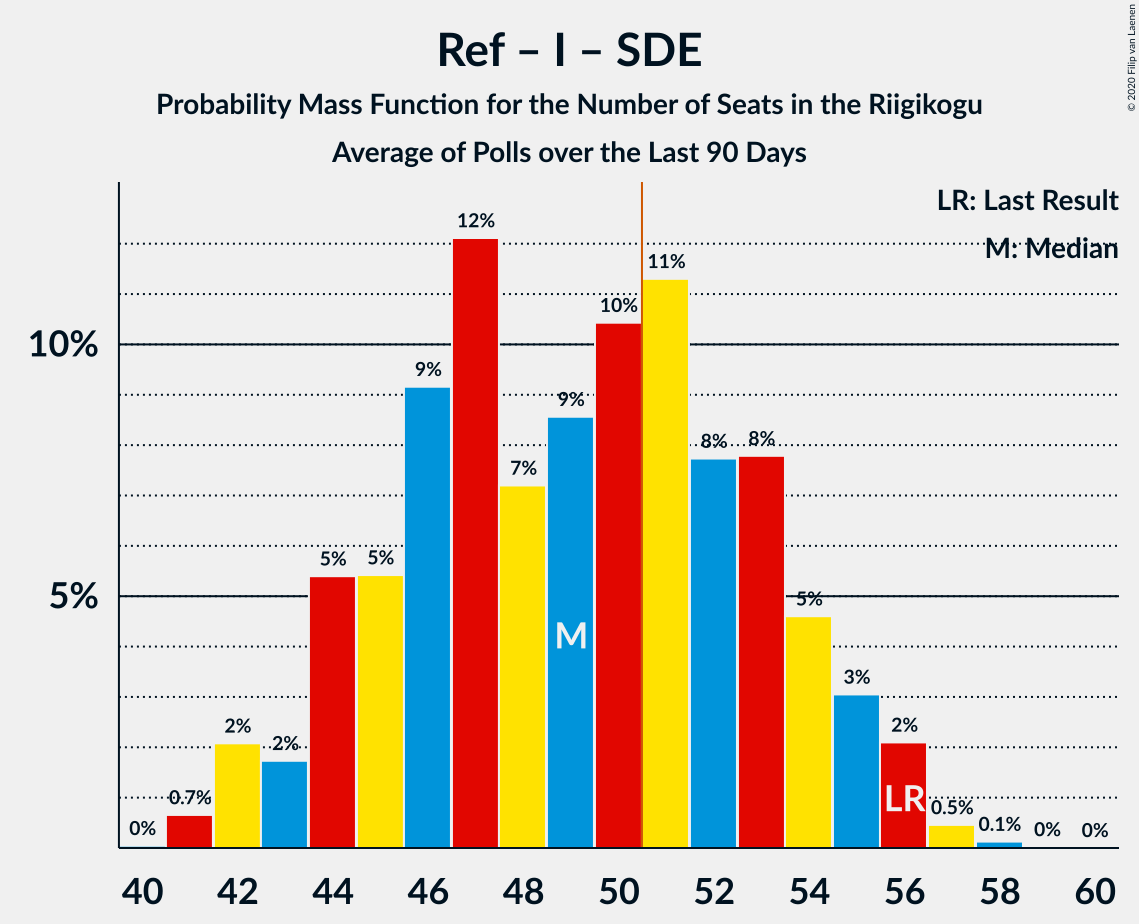 Ref – I – SDE
Probability Mass Function for the Number of Seats in the Riigikogu
Average of Polls over the Last 90 Days
© 2020 Filip van Laenen
LR: Last Result
M: Median
10%
5%
0%
0.7%
2%
2%
5%
5%
9%
12%
7%
9%
10%
11%
8%
8%
5%
3%
2%
0.5%
0.1%
0%
0%
M
LR
40 42 44 46 48 50 52 54 56 58 60